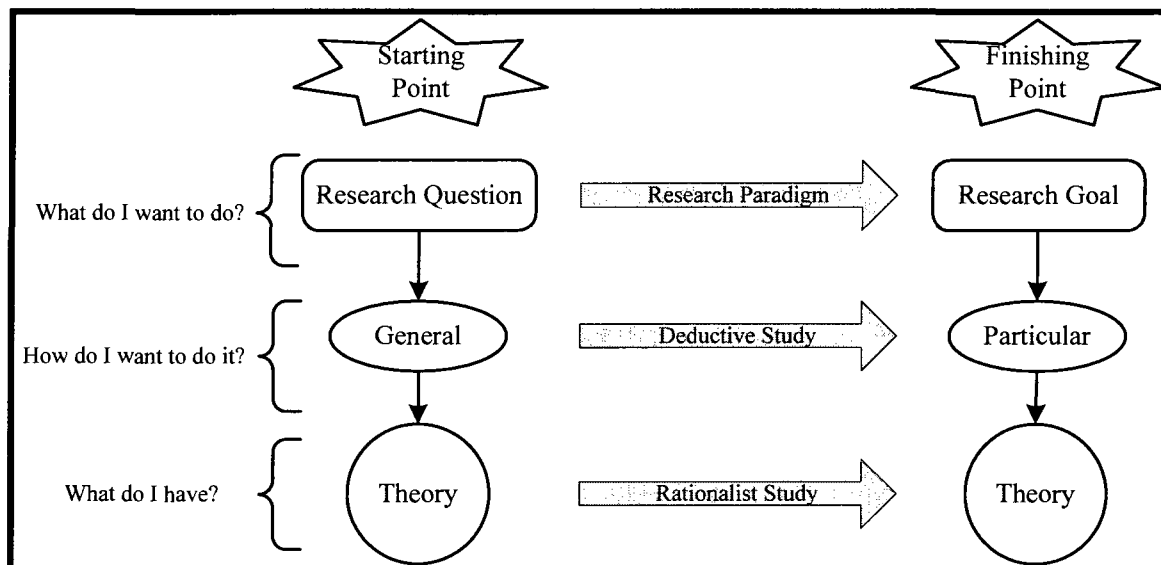 Starting
Point
Finishing
Point
What do I want to do?
Research Question
Research Paradigm
Research Goal
How do I want to do it?
General
Deductive Study
Particular
What do I have?
Theory
Rationalist Study
Theory